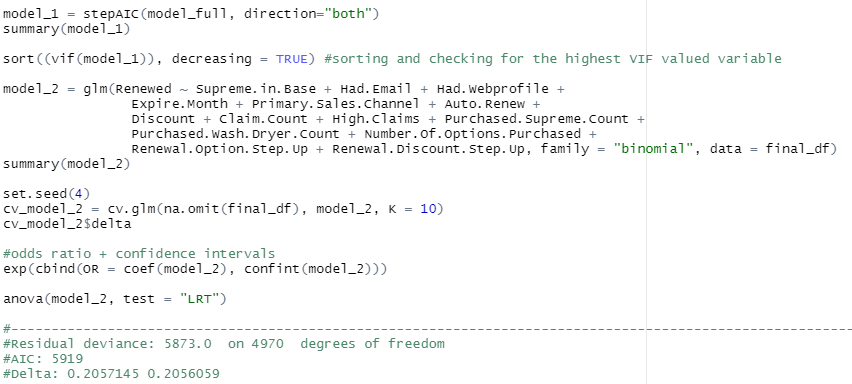 model_1 = stepAIC(model_full, direction="both")
summary(model_1)
sort((vif(model_1)), decreasing = TRUE) #sorting and checking for the highest VIF valued variable
model_2 = glm(Renewed ~ Supreme.in.Base + Had.Email + Had.Webprofile +
Expire.Month + Primary.Sales.Channel + Auto.Renew +
Discount + Claim.Count + High.Claims + Purchased.Supreme.Count +
Purchased.Wash.Dryer.Count + Number.Of.Options.Purchased +
Renewal.Option.Step.Up + Renewal.Discount.Step.Up, family = "binomial", data = final_df)
summary(model_2)
set.seed(4)
cv_model_2 = cv.glm(na.omit(final_df), model_2, K = 10)
cv_model_2$delta
#odds ratio + confidence intervals
exp(cbind(OR = coef(model_2), confint(model_2)))
anova(model_2, test = "LRT")
#---------------------------------------------------------------------------------------------------------
#Residual deviance: 5873.0  on 4970  degrees of freedom
#AIC: 5919
#Delta: 0.2057145 0.2056059